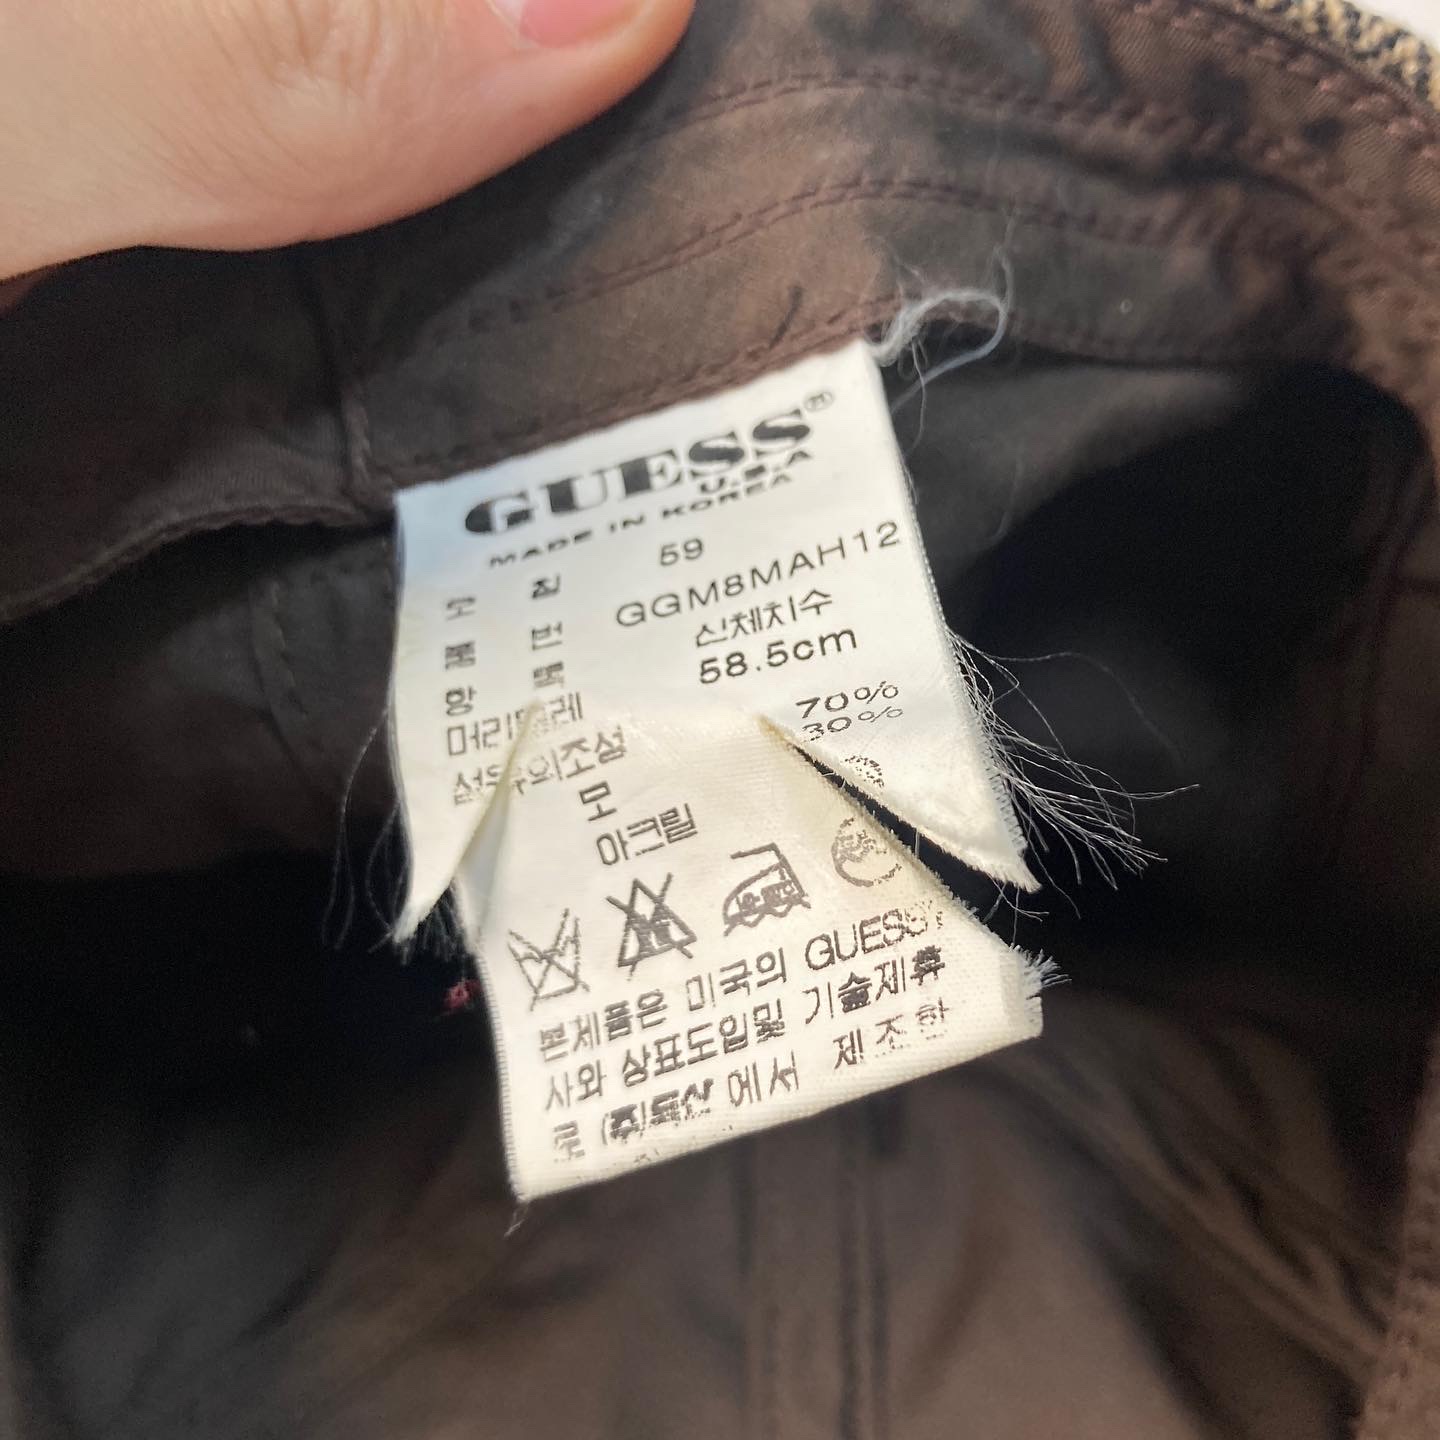 GUESS®
U.S.A
MADE IN KOREA
호 칭 59
품 번 GGM8MAH12
항 목 신체치수
머리둘레 58.5cm
섬유의조성
모 70%
아크릴 30%
본제품은 미국의 GUESS?
사와 상표도입및 기술제휴
로 (주) 에서 제조한